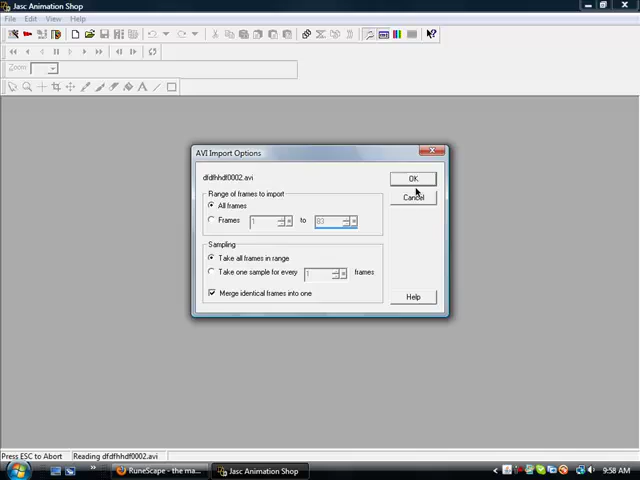 Jasc Animation Shop
File Edit View Help
Zoom
AVI Import Options
dfdfhhdf0002.avi
OK
Range of frames to import
Cancel
All frames
Frames 1 to 83
Sampling
Take all frames in range
Take one sample for every 1 frames
Merge identical frames into one
Help
Press ESC to Abort Reading dfdfhhdf0002.avi
RuneScape - the ma... Jasc Animation Shop 9:58 AM